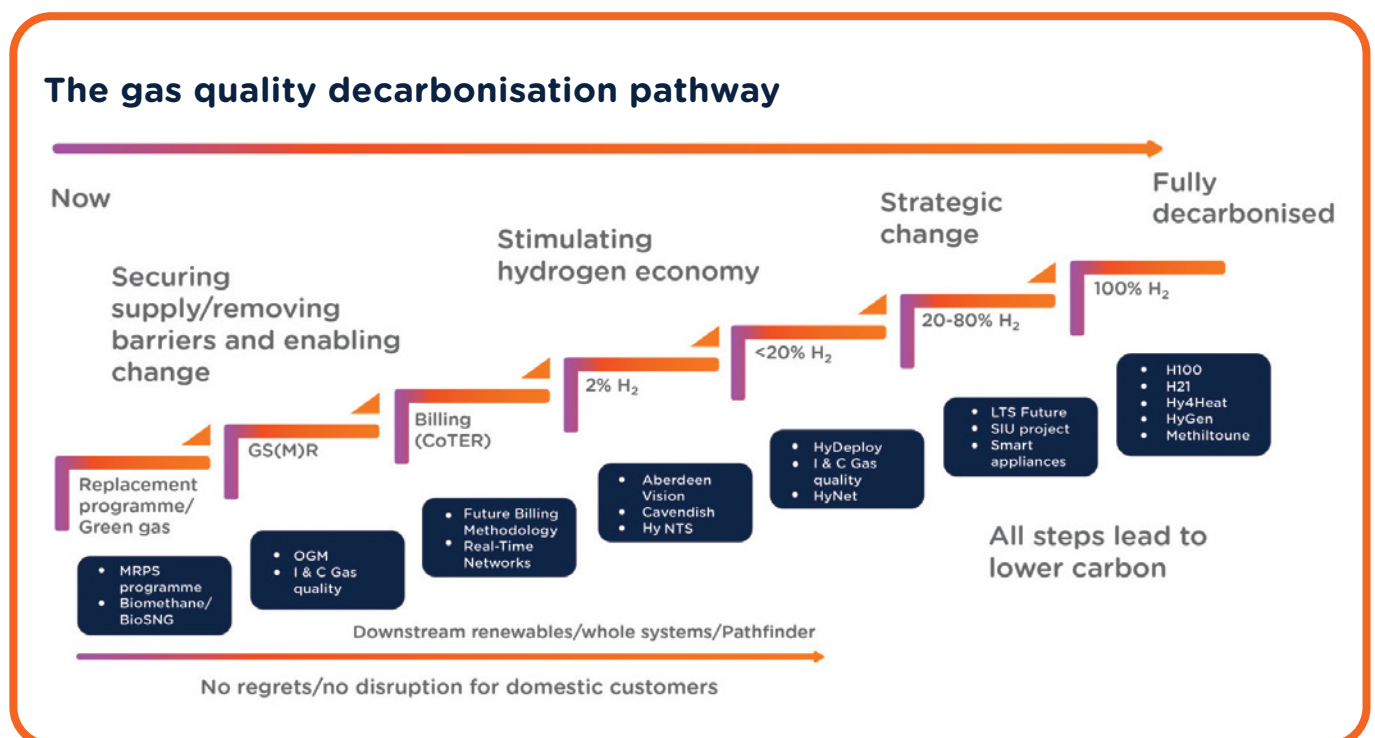 The gas quality decarbonisation pathway
Now
Securing
supply/removing
barriers and enabling
change
Stimulating
hydrogen economy
Strategic
change
Fully
decarbonised
Replacement
programme/
Green gas
GS(M)R
Billing
(CoTER)
2% H₂
<20% H₂
20-80% H₂
100% H₂
• MRPS
programme
• Biomethane/
BioSNG
• OGM
• I & C Gas
quality
• Future Billing
Methodology
• Real-Time
Networks
• Aberdeen
Vision
• Cavendish
• Hy NTS
• HyDeploy
• I & C Gas
quality
• HyNet
• LTS Future
• SIU project
• Smart
appliances
• H100
• H21
• Hy4Heat
• HyGen
• Methiltoune
All steps lead to
lower carbon
Downstream renewables/whole systems/Pathfinder
No regrets/no disruption for domestic customers